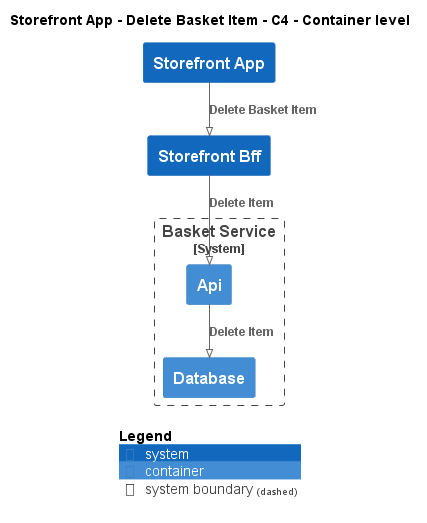 Storefront App - Delete Basket Item - C4 - Container level
Storefront App
Delete Basket Item
Storefront Bff
Delete Item
Basket Service
[System]
Api
Delete Item
Database
Legend
system
container
system boundary (dashed)